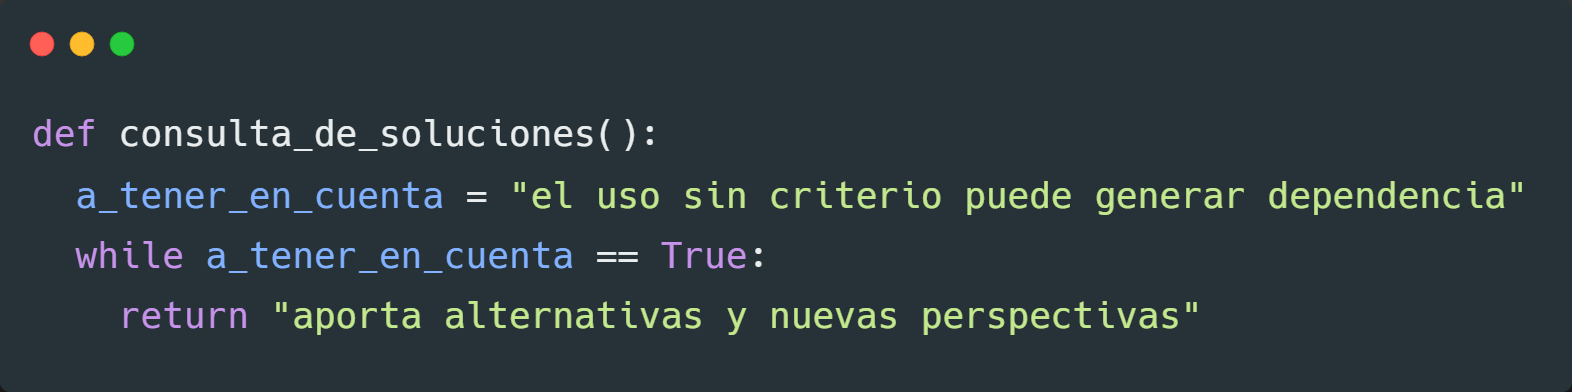 def consulta_de_soluciones():
  a_tener_en_cuenta = "el uso sin criterio puede generar dependencia"
  while a_tener_en_cuenta == True:
    return "aporta alternativas y nuevas perspectivas"